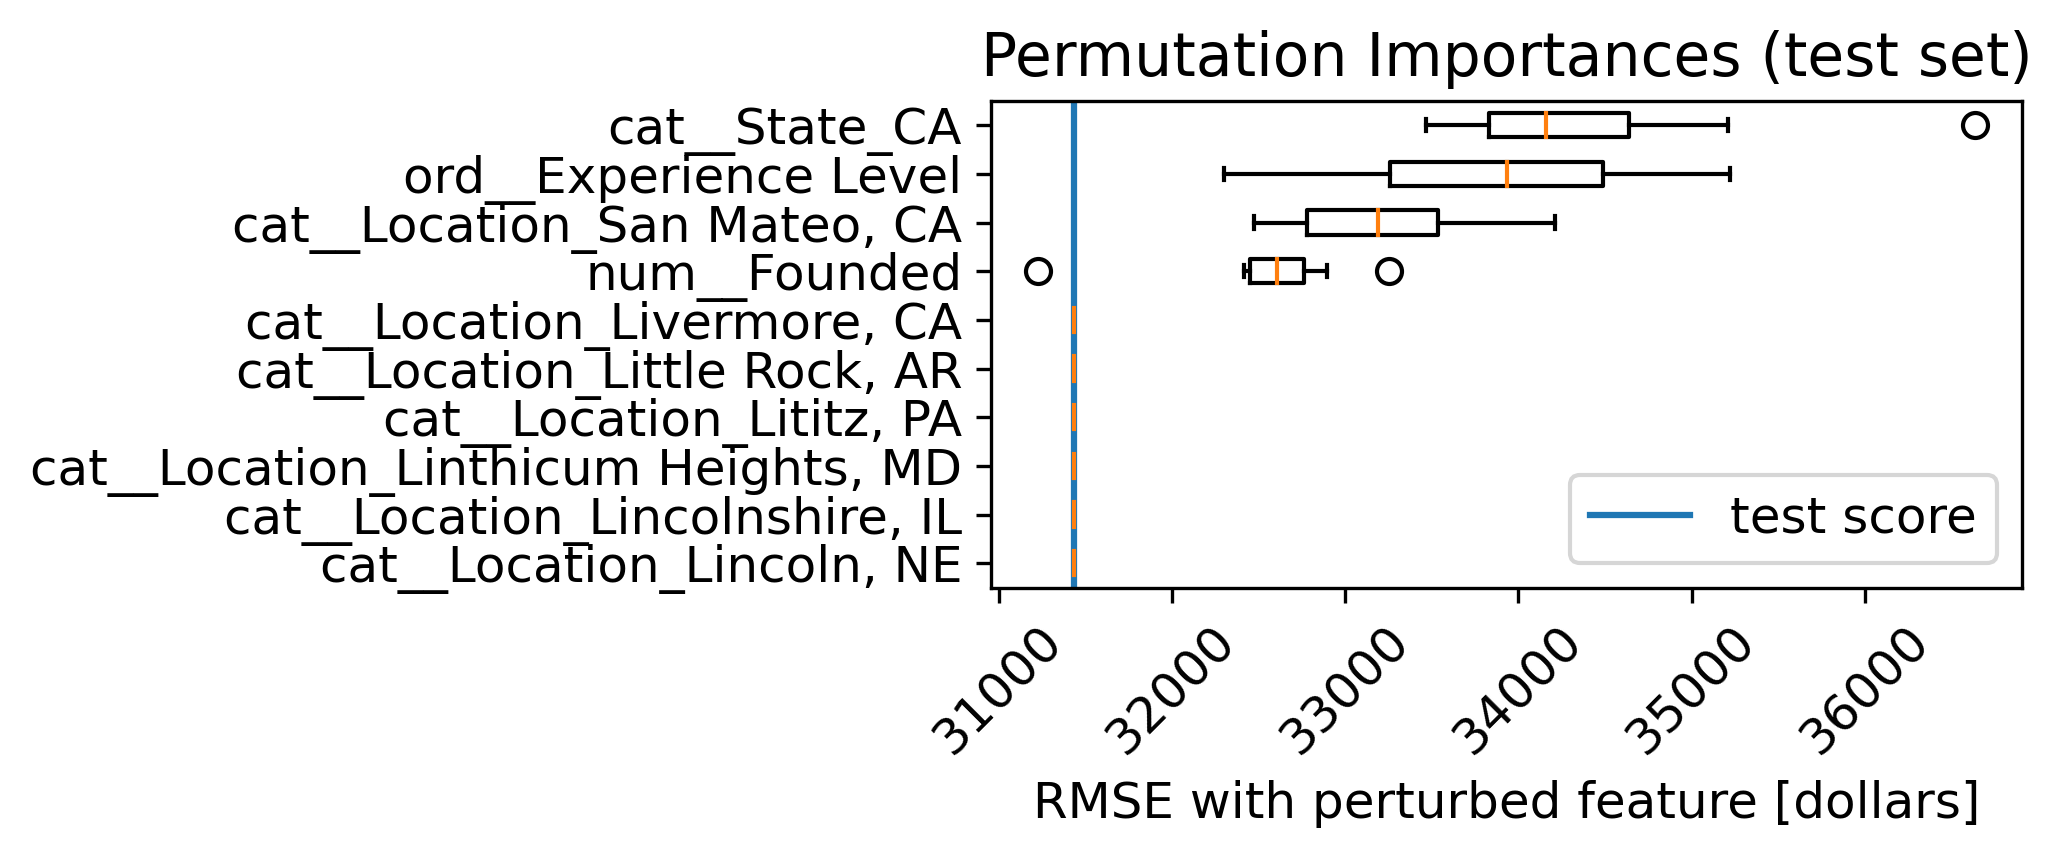 Permutation Importances (test set)
cat__State_CA
ord__Experience Level
cat__Location_San Mateo, CA
num__Founded
cat__Location_Livermore, CA
cat__Location_Little Rock, AR
cat__Location_Lititz, PA
cat__Location_Linthicum Heights, MD
cat__Location_Lincolnshire, IL
cat__Location_Lincoln, NE
test score
31000
32000
33000
34000
35000
36000
RMSE with perturbed feature [dollars]